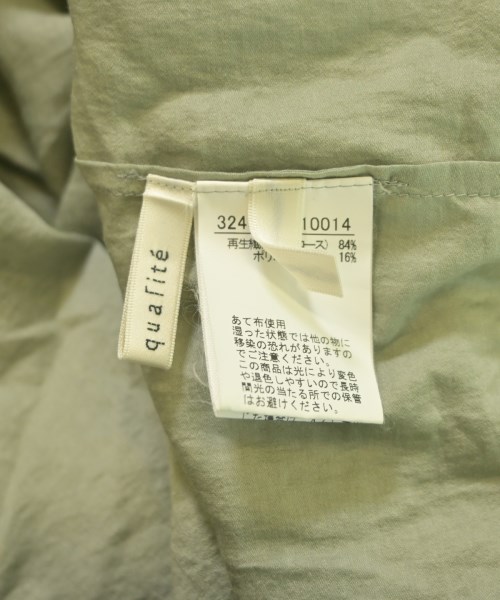 qualité
324 10014
再生繊 ース) 84%
ポリ 16%
あて布使用
湿った状態では他の物に
移染の恐れがありますの
でご注意ください。
この商品は光により変色
や退色しやすいので長時
間光の当たる所での保管
はお避けください。